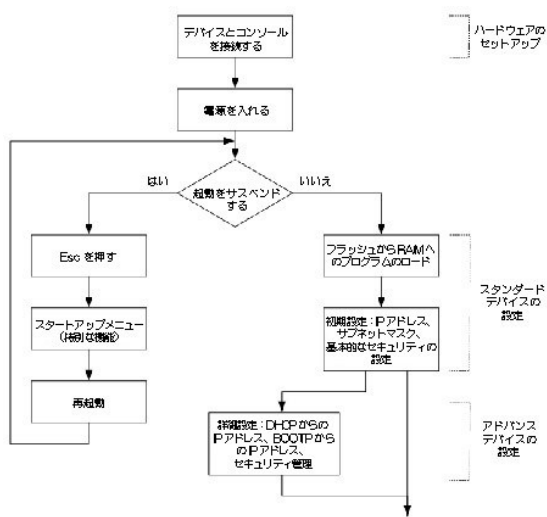 デバイスとコンソール
を接続する
ハードウェアの
セットアップ
電源を入れる
はい
いいえ
起動をサスペンド
する
Esc を押す
フラッシュからRAMへ
のプログラムのロード
スタンダード
デバイスの
設定
スタートアップメニュー
(特別な機能)
初期設定:IPアドレス、
サブネットマスク、
基本的なセキュリティの
設定
再起動
詳細設定:DHCPからの
IPアドレス、BOOTPから
のIPアドレス、
セキュリティ管理
アドバンス
デバイスの
設定